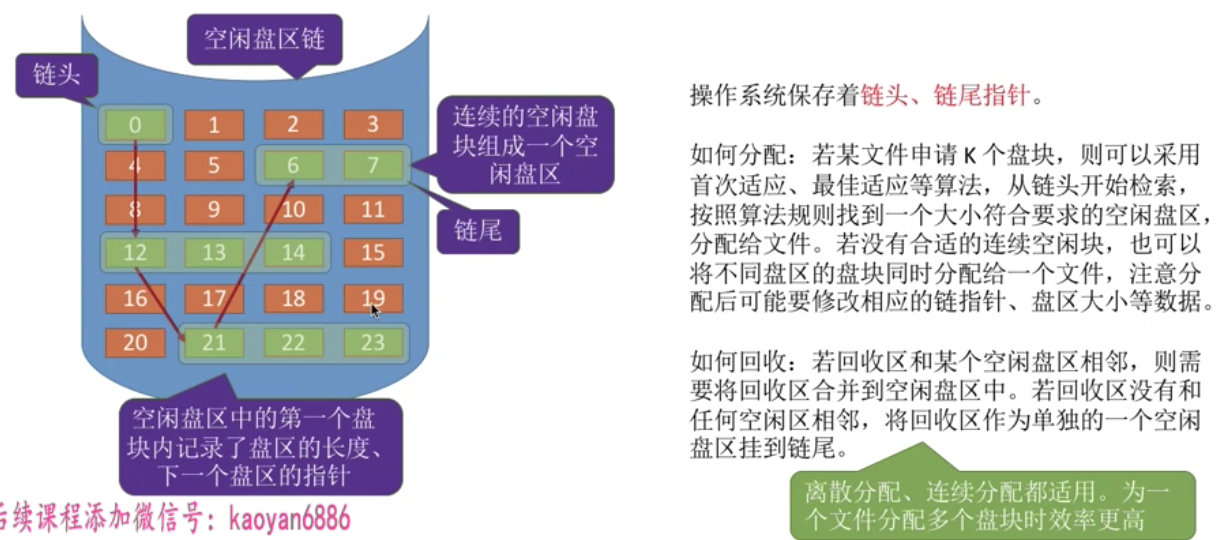 空闲盘区链
链头
0 1 2 3
4 5 6 7
8 9 10 11
12 13 14 15
16 17 18 19
20 21 22 23
连续的空闲盘
块组成一个空
闲盘区
链尾
空闲盘区中的第一个盘
块内记录了盘区的长度、
下一个盘区的指针
后续课程添加微信号：kaoyan6886
操作系统保存着链头、链尾指针。
如何分配：若某文件申请 K 个盘块，则可以采用
首次适应、最佳适应等算法，从链头开始检索，
按照算法规则找到一个大小符合要求的空闲盘区，
分配给文件。若没有合适的连续空闲块，也可以
将不同盘区的盘块同时分配给一个文件，注意分
配后可能要修改相应的链指针、盘区大小等数据。
如何回收：若回收区和某个空闲盘区相邻，则需
要将回收区合并到空闲盘区中。若回收区没有和
任何空闲区相邻，将回收区作为单独的一个空闲
盘区挂到链尾。
离散分配、连续分配都适用。为一
个文件分配多个盘块时效率更高